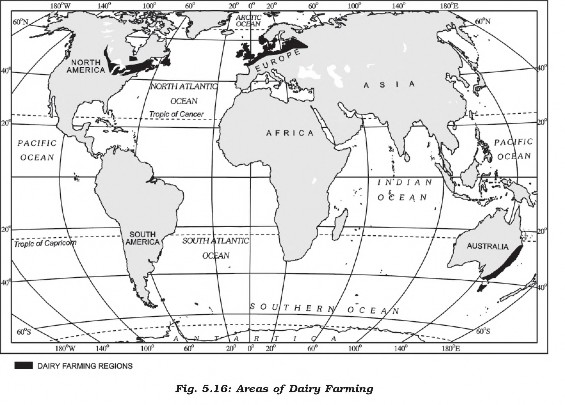 180°W 140° 100° 60° 20° 0° 20° 60° 100° 140° 180°E
ARCTIC
OCEAN
60°N 60°N
NORTH
AMERICA
EUROPE
40° 40°
ASIA
NORTH ATLANTIC
OCEAN
Tropic of Cancer
20° 20°
AFRICA
PACIFIC
OCEAN
PACIFIC
OCEAN
0° 0°
INDIAN
OCEAN
20° 20°
Tropic of Capricorn
SOUTH
AMERICA
SOUTH ATLANTIC
OCEAN
AUSTRALIA
40° 40°
SOUTHERN OCEAN
60°S 60°S
ANTARTICA
180°W 140° 100° 60° 20° 0° 20° 60° 100° 140° 180°E
DAIRY FARMING REGIONS
Fig. 5.16: Areas of Dairy Farming